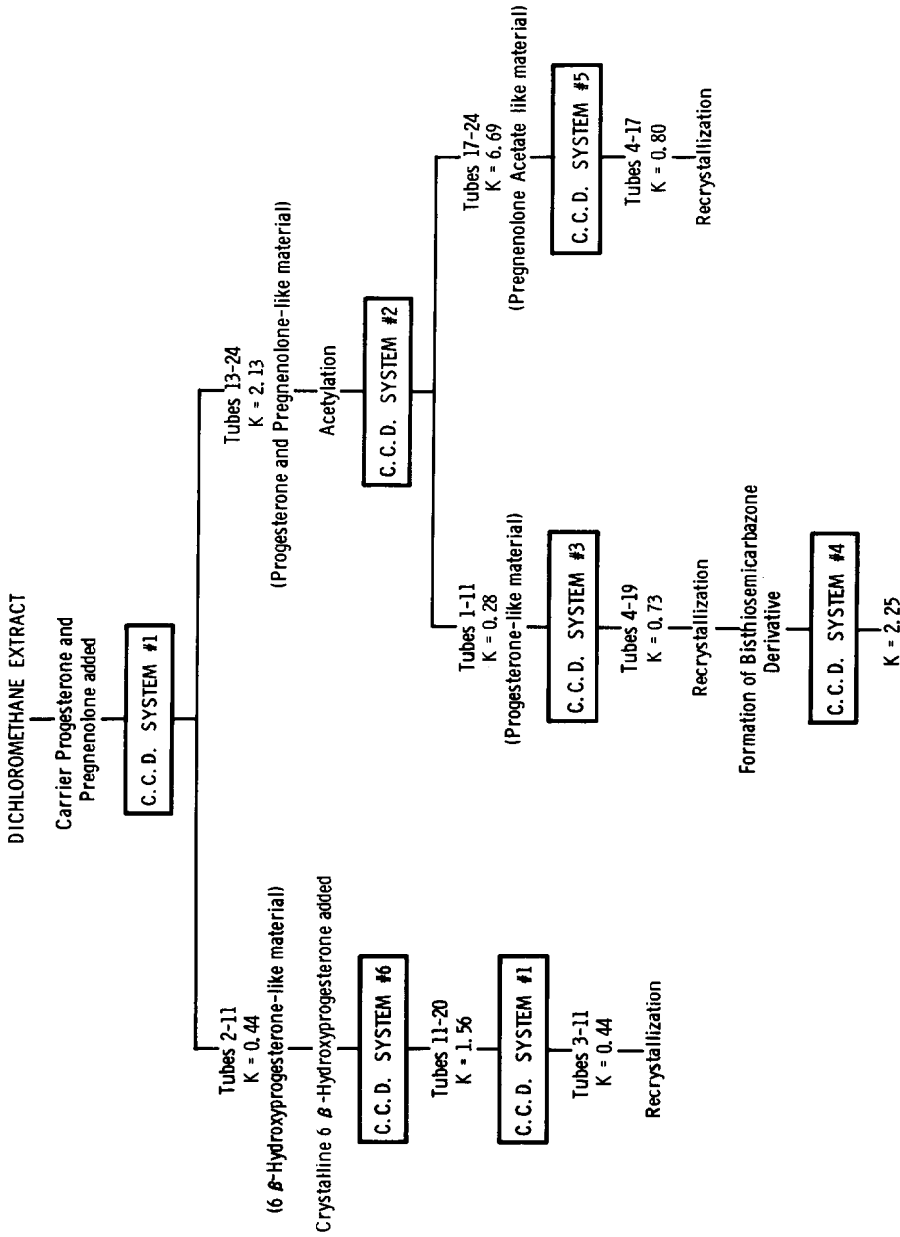 DICHLOROMETHANE EXTRACT
Carrier Progesterone and
Pregnenolone added
C.C.D. SYSTEM #1
Tubes 2-11
K = 0.44
(6 β-Hydroxyprogesterone-like material)
Crystalline 6 β-Hydroxyprogesterone added
C.C.D. SYSTEM #6
Tubes 11-20
K = 1.56
C.C.D. SYSTEM #1
Tubes 3-11
K = 0.44
Recrystallization
Tubes 13-24
K = 2.13
(Progesterone and Pregnenolone-like material)
Acetylation
C.C.D. SYSTEM #2
Tubes 1-11
K = 0.28
(Progesterone-like material)
C.C.D. SYSTEM #3
Tubes 4-19
K = 0.73
Recrystallization
Formation of Bisthiosemicarbazone
Derivative
C.C.D. SYSTEM #4
K = 2.25
Tubes 17-24
K = 6.69
(Pregnenolone Acetate like material)
C.C.D. SYSTEM #5
Tubes 4-17
K = 0.80
Recrystallization